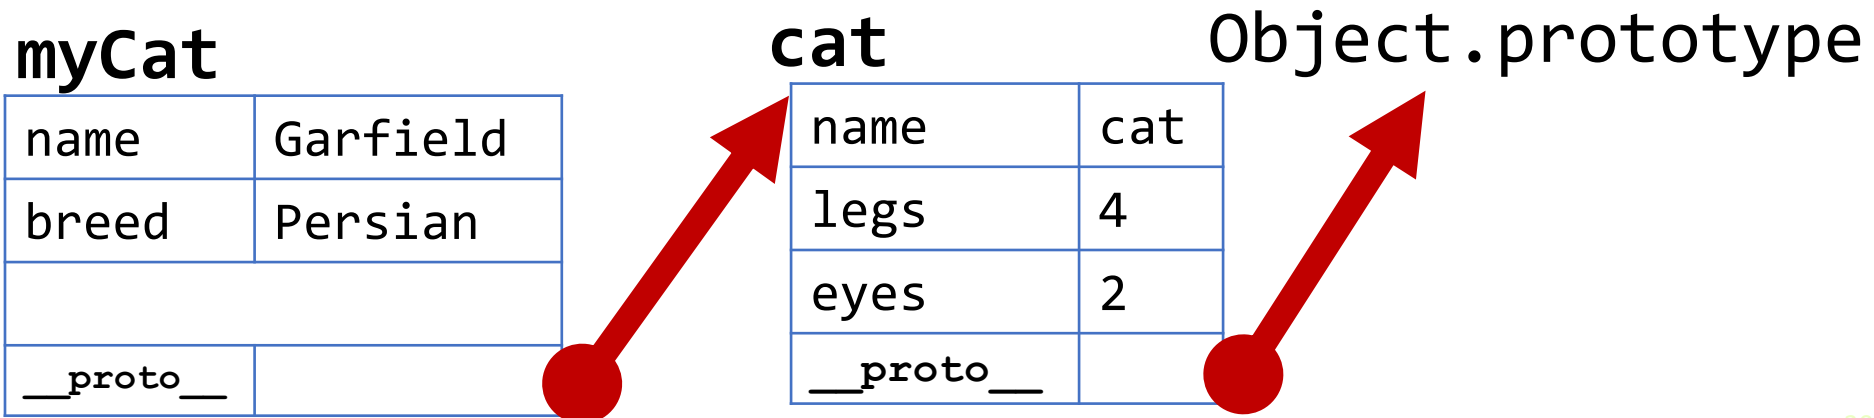 myCat
name Garfield
breed Persian
__proto__
cat
name cat
legs 4
eyes 2
__proto__
Object.prototype